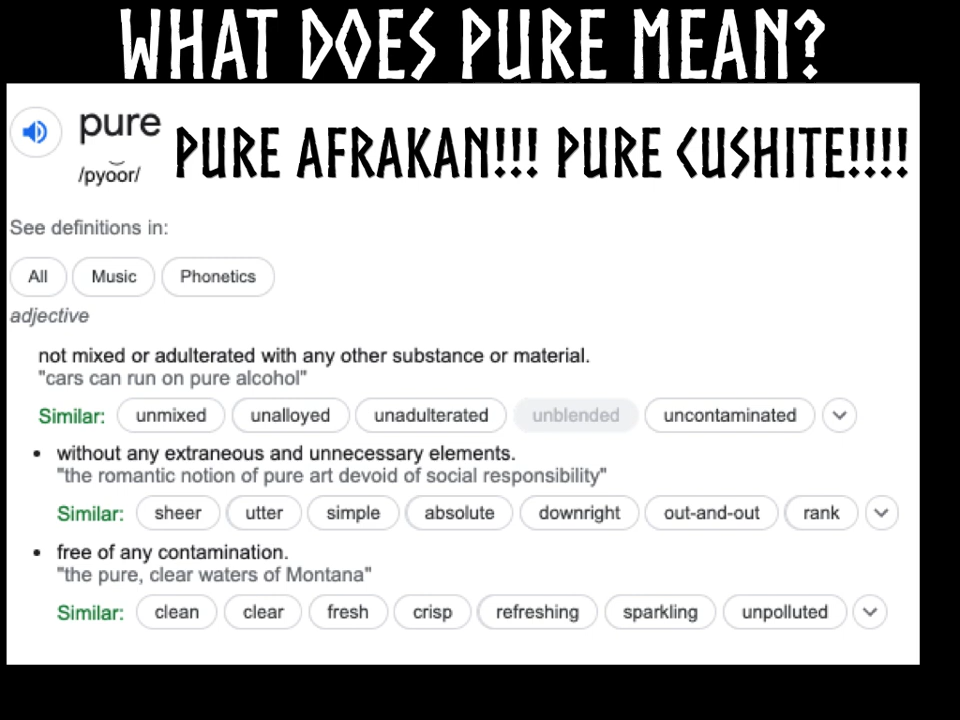 WHAT DOES PURE MEAN?
pure
PURE AFRAKAN!!! PURE CUSHITE!!!!
/pyo͝or/
See definitions in:
All Music Phonetics
adjective
not mixed or adulterated with any other substance or material.
"cars can run on pure alcohol"
Similar: unmixed unalloyed unadulterated unblended uncontaminated
• without any extraneous and unnecessary elements.
"the romantic notion of pure art devoid of social responsibility"
Similar: sheer utter simple absolute downright out-and-out rank
• free of any contamination.
"the pure, clear waters of Montana"
Similar: clean clear fresh crisp refreshing sparkling unpolluted